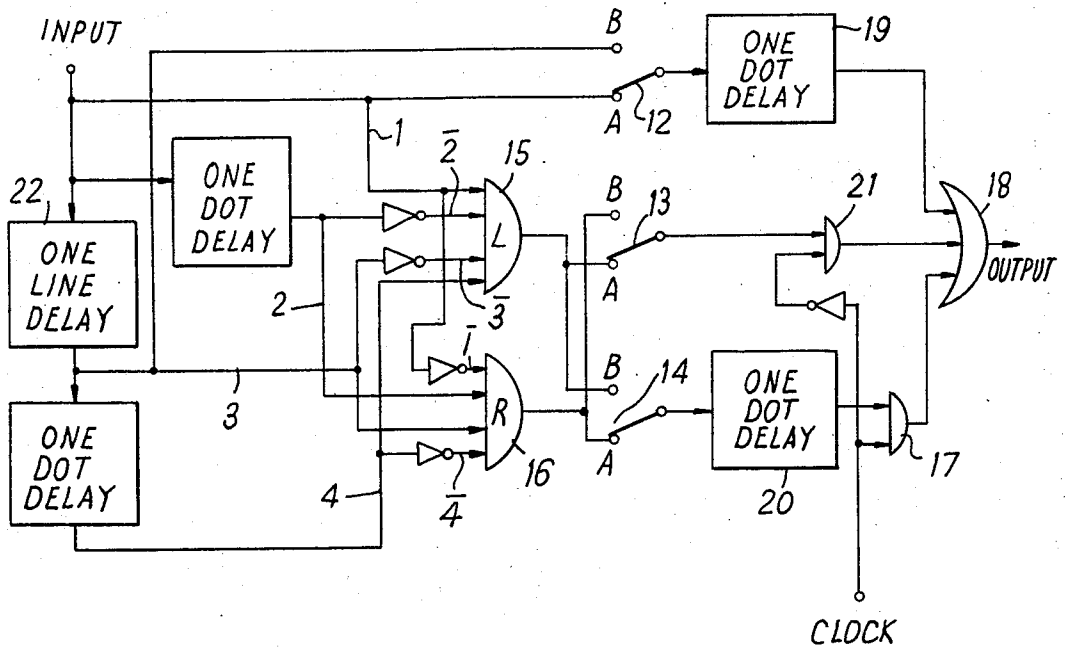 INPUT
B
ONE
DOT
DELAY
19
A
12
1
2̄
15
ONE
DOT
DELAY
22
ONE
LINE
DELAY
L
B
13
A
21
18
OUTPUT
2
3̄
3
1̄
R
16
B
14
A
ONE
DOT
DELAY
20
17
ONE
DOT
DELAY
4
4̄
CLOCK